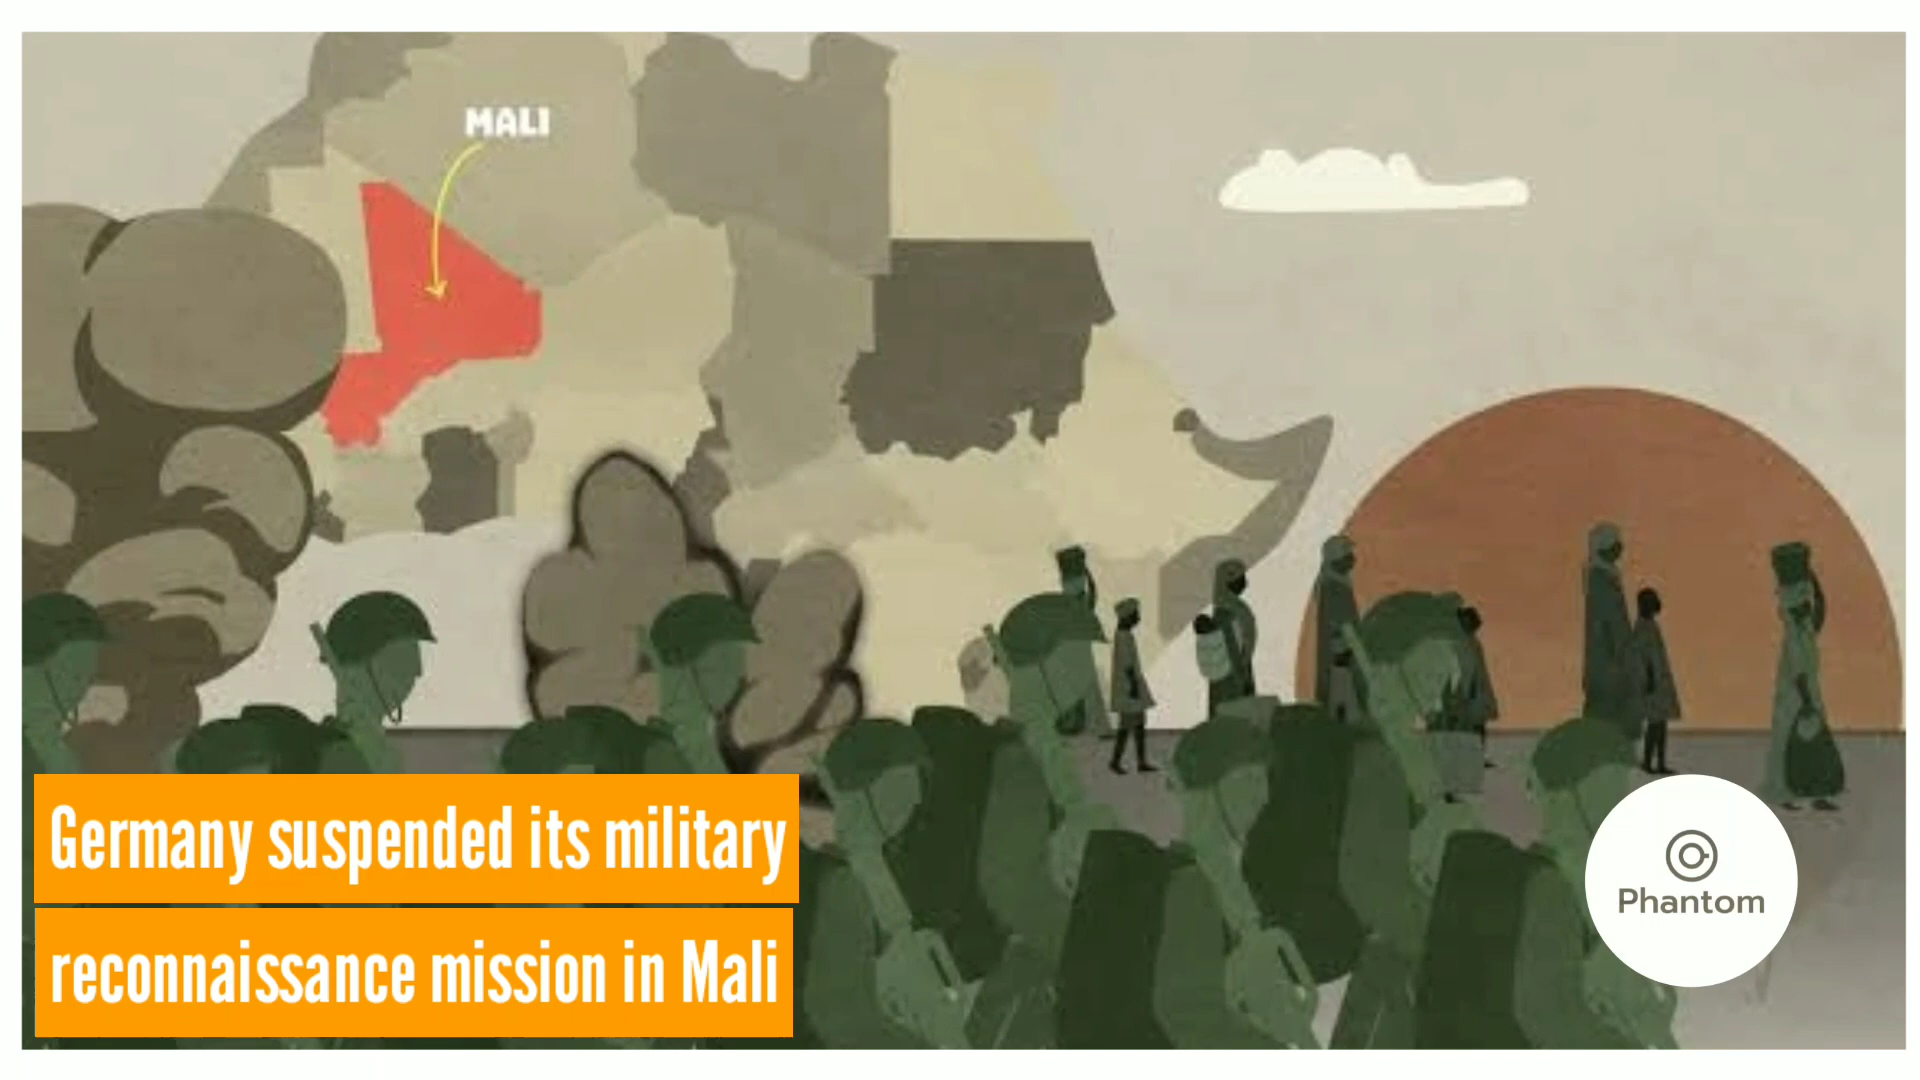 MALI
Germany suspended its military
reconnaissance mission in Mali
Phantom